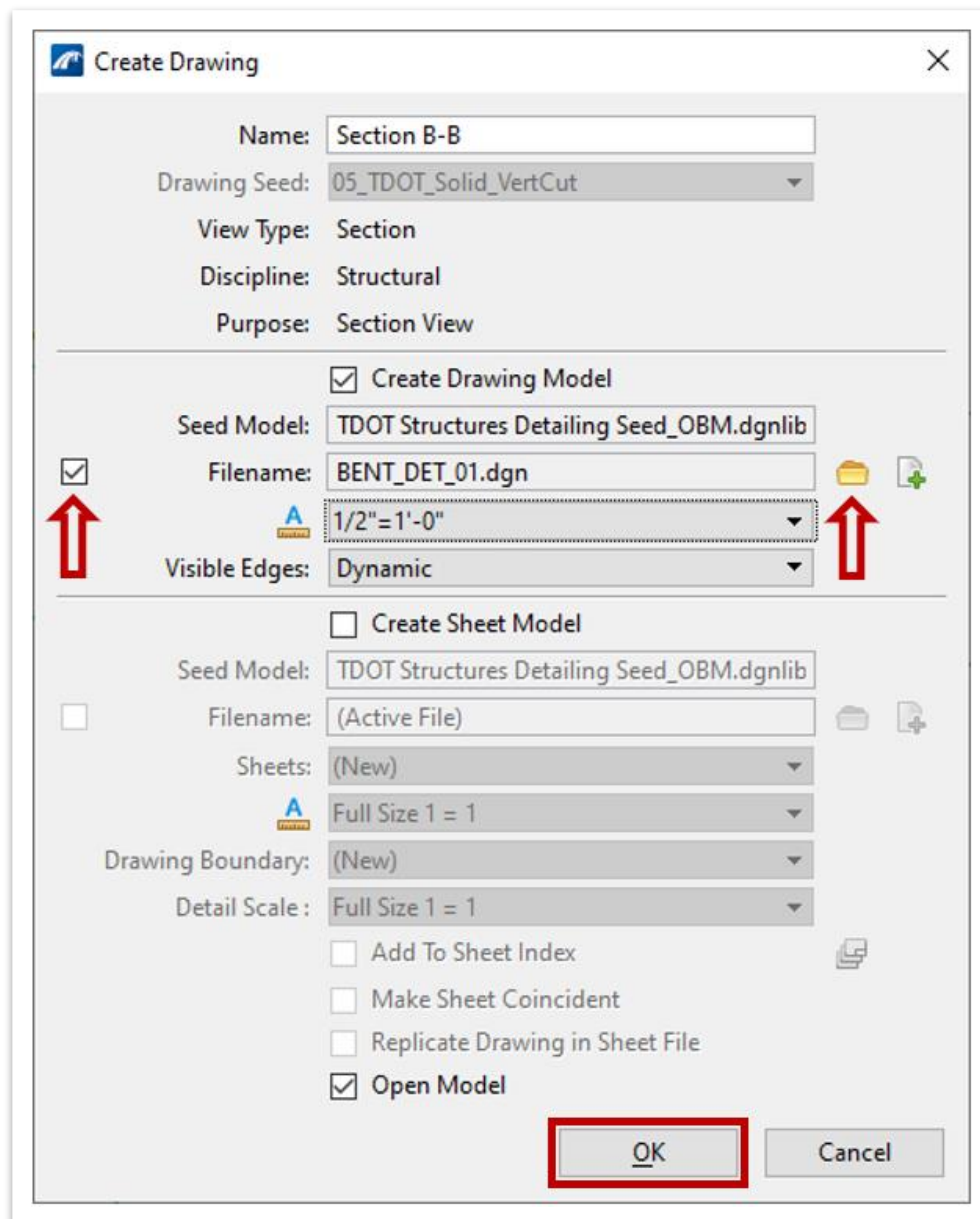 Create Drawing
Name: Section B-B
Drawing Seed: 05_TDOT_Solid_VertCut
View Type: Section
Discipline: Structural
Purpose: Section View
Create Drawing Model
Seed Model: TDOT Structures Detailing Seed_OBM.dgnlib
Filename: BENT_DET_01.dgn
A 1/2"=1'-0"
Visible Edges: Dynamic
Create Sheet Model
Seed Model: TDOT Structures Detailing Seed_OBM.dgnlib
Filename: (Active File)
Sheets: (New)
A Full Size 1 = 1
Drawing Boundary: (New)
Detail Scale : Full Size 1 = 1
Add To Sheet Index
Make Sheet Coincident
Replicate Drawing in Sheet File
Open Model
OK Cancel